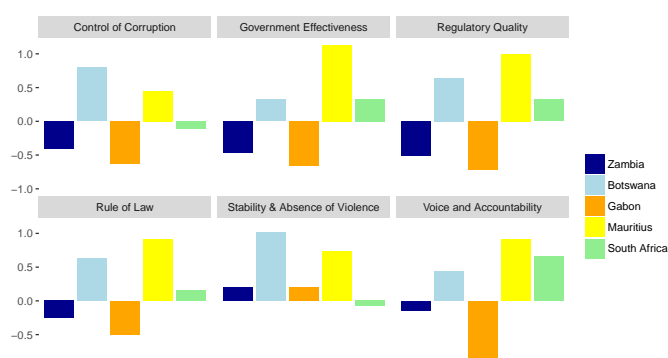 Control of Corruption
Government Effectiveness
Regulatory Quality
1.0
0.5
0.0
−0.5
−1.0
Rule of Law
Stability & Absence of Violence
Voice and Accountability
1.0
0.5
0.0
−0.5
Zambia
Botswana
Gabon
Mauritius
South Africa